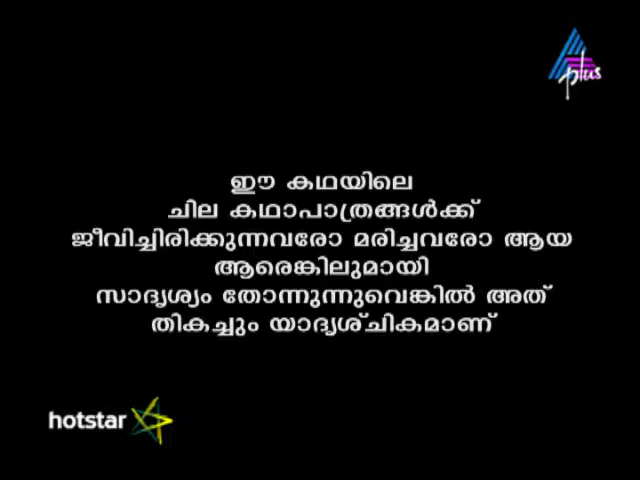 plus
ഈ കഥയിലെ
ചില കഥാപാത്രങ്ങൾക്ക്
ജീവിച്ചിരിക്കുന്നവരോ മരിച്ചവരോ ആയ
ആരെങ്കിലുമായി
സാദൃശ്യം തോന്നുന്നുവെങ്കിൽ അത്
തികച്ചും യാദൃശ്ചികമാണ്
hotstar